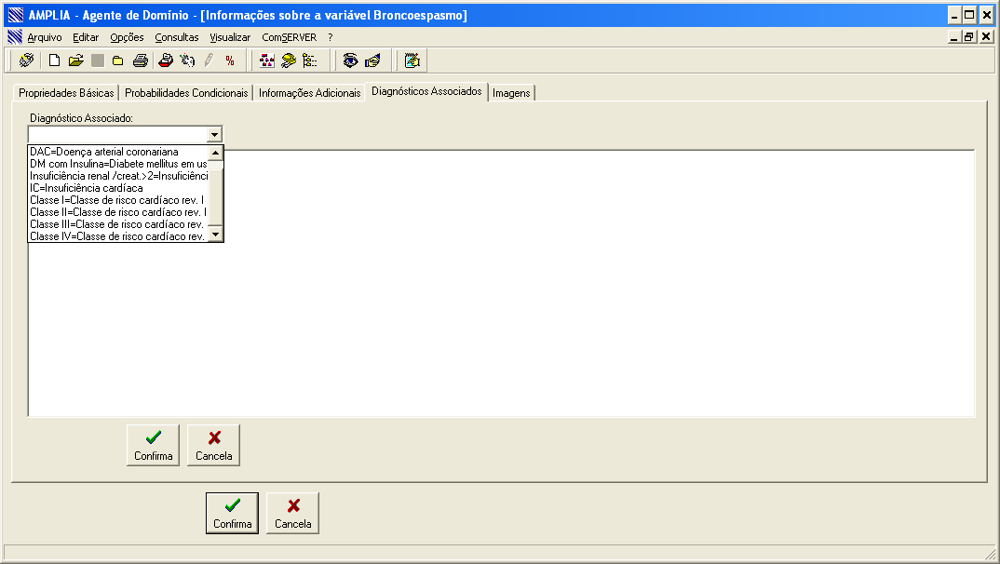 AMPLIA - Agente de Domínio - [Informações sobre a variável Broncoespasmo]
Arquivo Editar Opções Consultas Visualizar ComSERVER ?
%
Propriedades Básicas Probabilidades Condicionais Informações Adicionais Diagnósticos Associados Imagens
Diagnóstico Associado:
DAC=Doença arterial coronariana
DM com Insulina=Diabete mellitus em us
Insuficiência renal /creat.>2=Insuficiênci
IC=Insuficiência cardíaca
Classe I=Classe de risco cardíaco rev. I
Classe II=Classe de risco cardíaco rev. I
Classe III=Classe de risco cardíaco rev.
Classe IV=Classe de risco cardíaco rev.
Confirma Cancela
Confirma Cancela